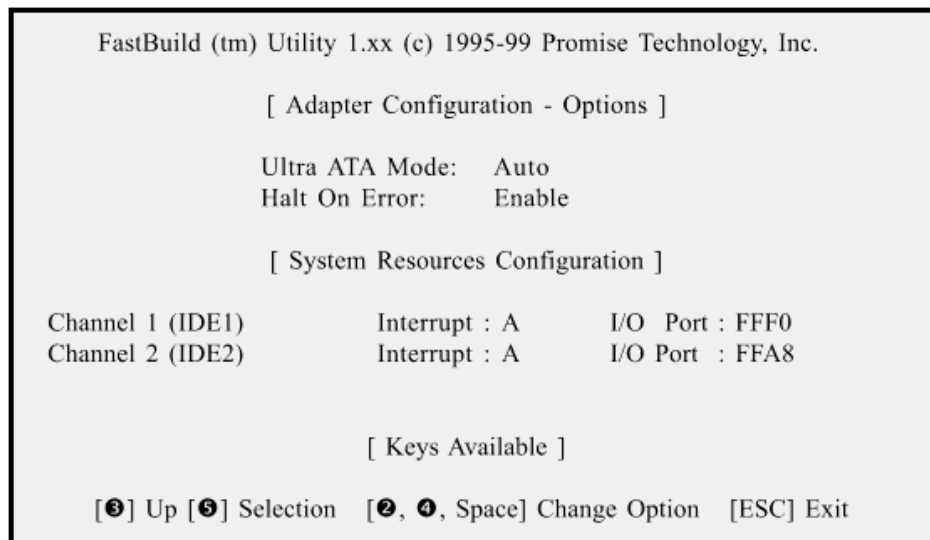 FastBuild (tm) Utility 1.xx (c) 1995-99 Promise Technology, Inc.
[ Adapter Configuration - Options ]
Ultra ATA Mode: Auto
Halt On Error: Enable
[ System Resources Configuration ]
Channel 1 (IDE1) Interrupt : A I/O Port : FFF0
Channel 2 (IDE2) Interrupt : A I/O Port : FFA8
[ Keys Available ]
[❸] Up [❺] Selection [❷, ❹, Space] Change Option [ESC] Exit